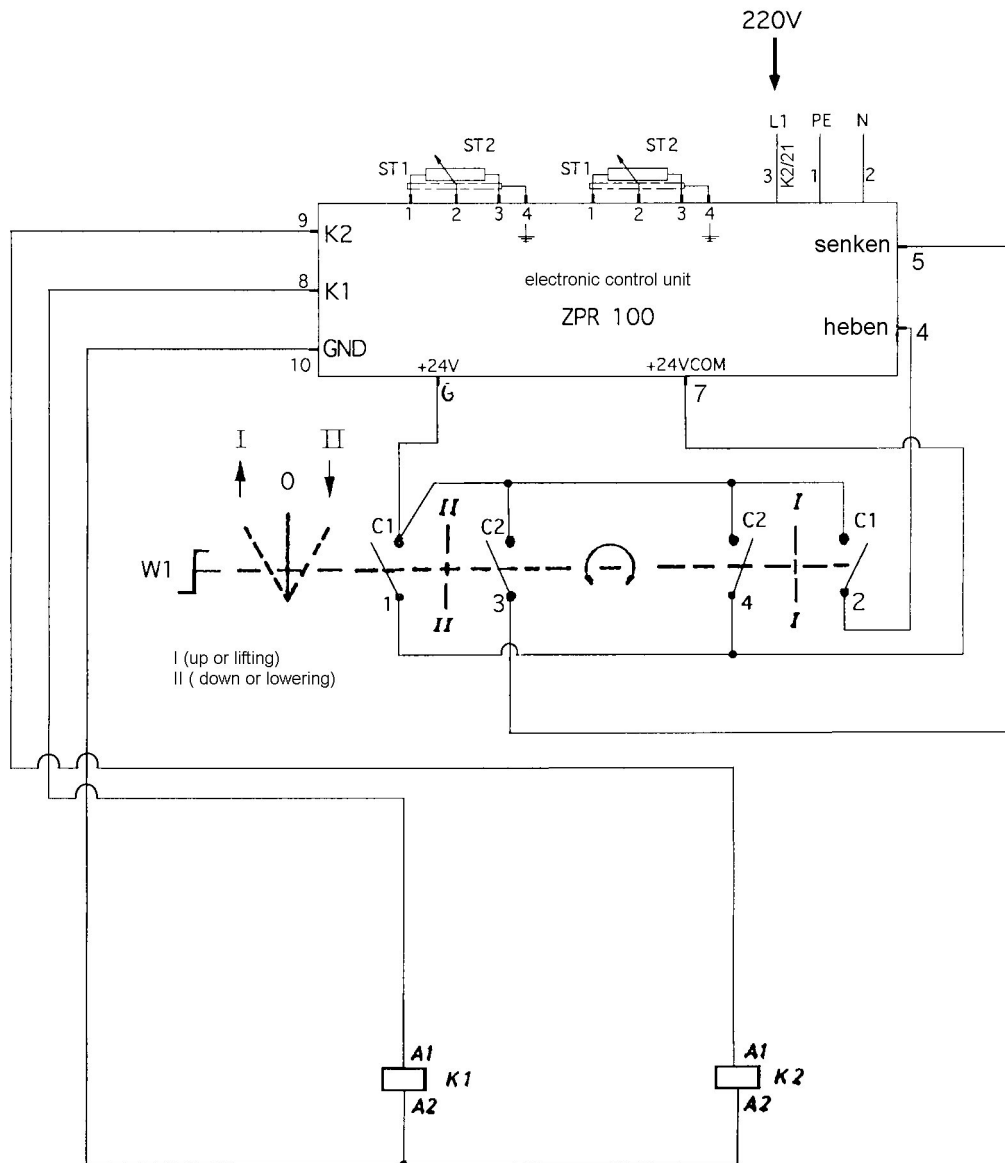 220V
L1 PE N
K2/21
3 1 2
ST1 ST2 ST1 ST2
1 2 3 4 1 2 3 4
9 K2
senken 5
electronic control unit
8 K1
ZPR 100
heben 4
GND
10
+24V +24VCOM
6 7
I II
0
C1 II C2 C2 I C1
W1
1 II 3 4 I 2
I (up or lifting)
II ( down or lowering)
A1 A1
K1 K2
A2 A2